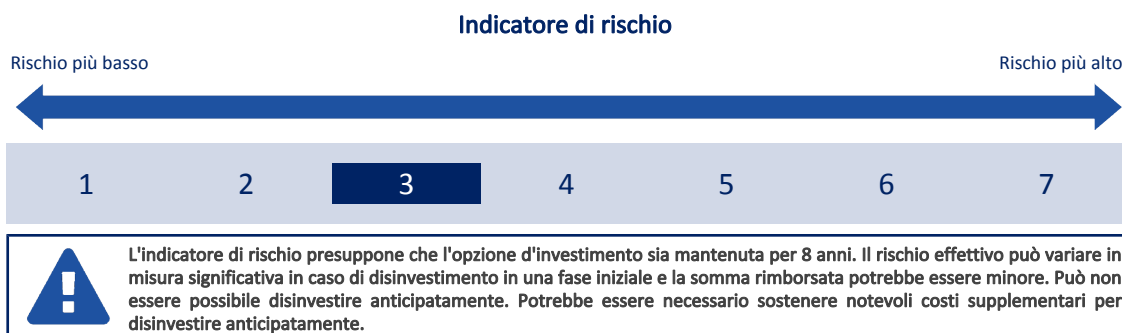 Indicatore di rischio
Rischio più basso
Rischio più alto
1 2 3 4 5 6 7
L'indicatore di rischio presuppone che l'opzione d'investimento sia mantenuta per 8 anni. Il rischio effettivo può variare in
misura significativa in caso di disinvestimento in una fase iniziale e la somma rimborsata potrebbe essere minore. Può non
essere possibile disinvestire anticipatamente. Potrebbe essere necessario sostenere notevoli costi supplementari per
disinvestire anticipatamente.